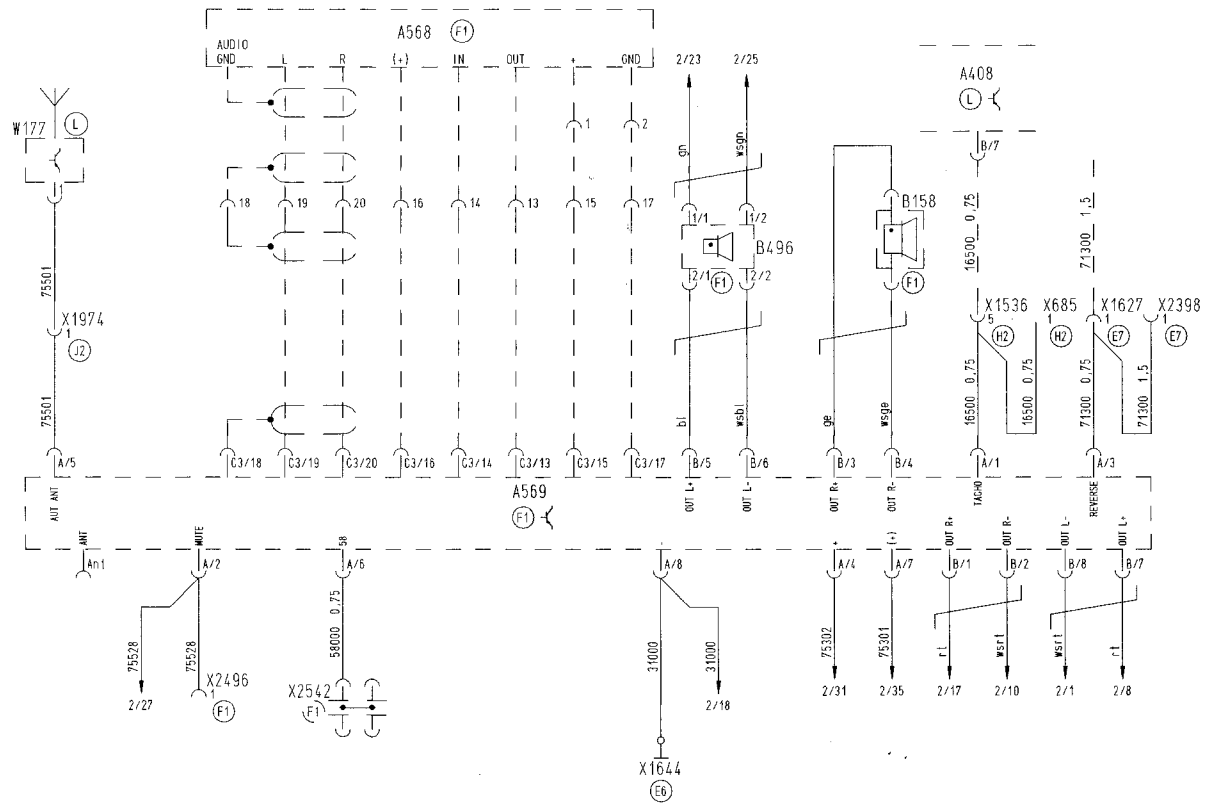 A568 F1
AUDIO
GND L R (+) IN OUT + GND
2/23 2/25
A408
L
W177 L
1 2
gn wsgn
B/7
1
18 19 20 16 14 13 15 17
1/1 1/2
B158
B496
16500 0,75
71300 1,5
2/1 2/2
F1
F1
75501
X1974
1
J2
X1536 X685 X1627 X2398
5 1 1 1
H2 H2 E7 E7
75501
bl wsbl ge wsge
16500 0,75
16500 0,75
71300 0,75
71300 1,5
A/5 C3/18 C3/19 C3/20 C3/16 C3/14 C3/13 C3/15 C3/17 B/5 B/6 B/3 B/4 A/1 A/3
AUT ANT
A569
F1
OUT L+ OUT L- OUT R+ OUT R- TACHO REVERSE
ANT MUTE 58 - + (+) OUT R+ OUT R- OUT L- OUT L+
An1 A/2 A/6 A/8 A/4 A/7 B/1 B/2 B/8 B/7
75528 75528 58000 0,75 31000 31000 75302 75301 rt wsrt wsrt rt
2/27
X2496
1
F1
X2542
F1
2/18
2/31 2/35 2/17 2/10 2/1 2/8
X1644
E6